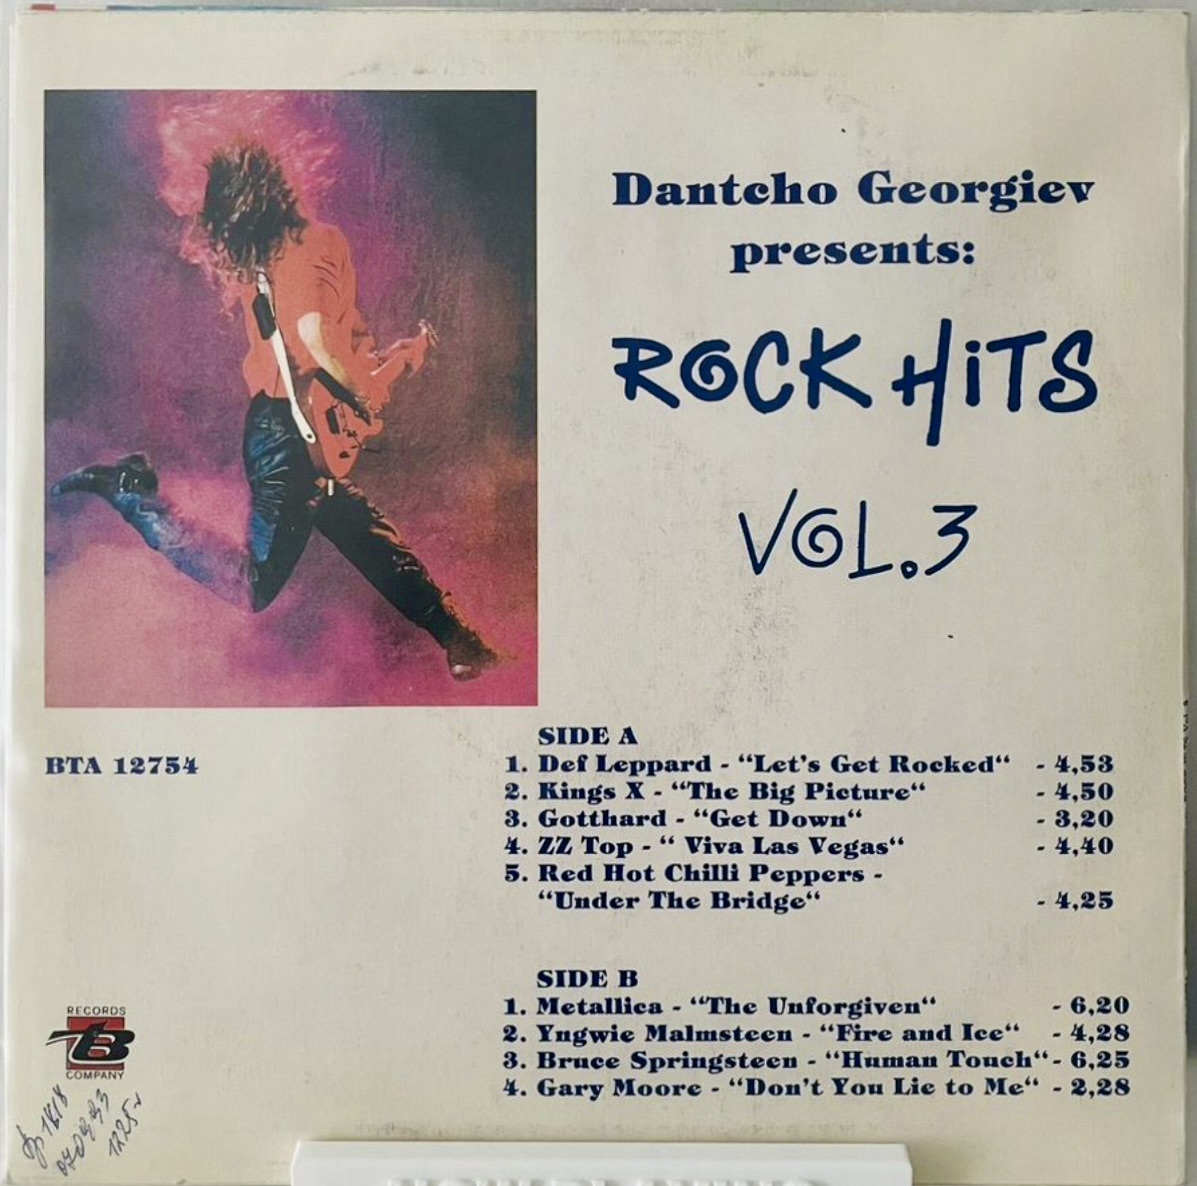 Dantcho Georgiev
presents:
ROCK HiTS
VOL.3
SIDE A
1. Def Leppard - “Let's Get Rocked“ - 4,53
2. Kings X - “The Big Picture“ - 4,50
3. Gotthard - “Get Down“ - 3,20
4. ZZ Top - “ Viva Las Vegas“ - 4,40
5. Red Hot Chilli Peppers -
“Under The Bridge“ - 4,25
BTA 12754
SIDE B
1. Metallica - “The Unforgiven“ - 6,20
2. Yngwie Malmsteen - “Fire and Ice“ - 4,28
3. Bruce Springsteen - “Human Touch“ - 6,25
4. Gary Moore - “Don't You Lie to Me“ - 2,28
RECORDS
TB
COMPANY